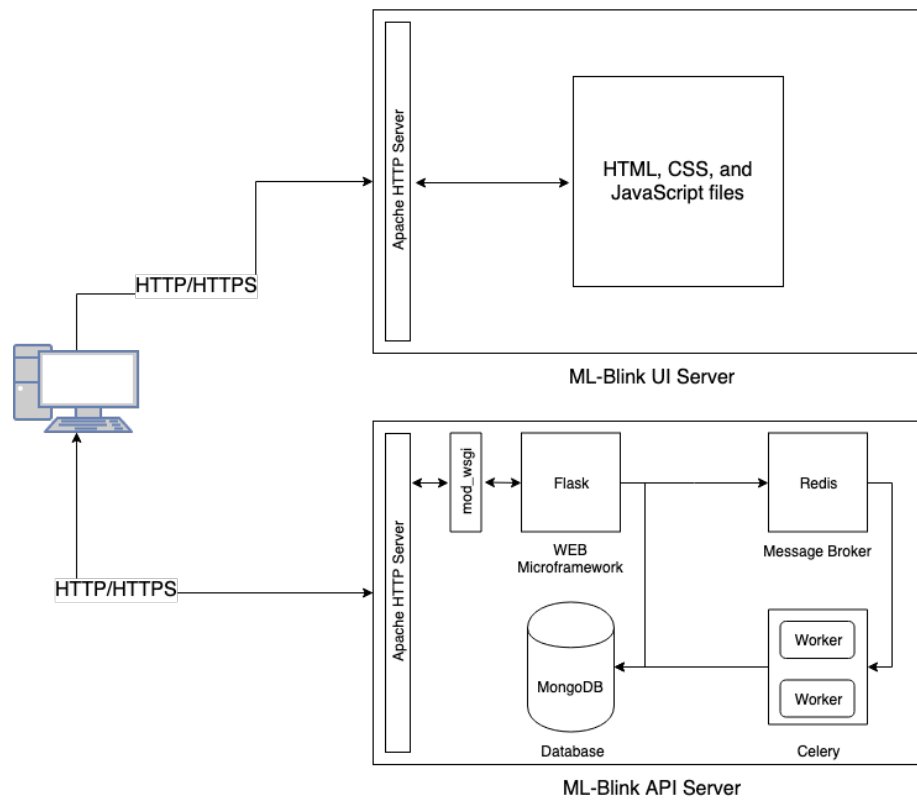 Apache HTTP Server
HTML, CSS, and
JavaScript files
HTTP/HTTPS
ML-Blink UI Server
Apache HTTP Server
mod_wsgi
Flask
WEB
Microframework
Redis
Message Broker
HTTP/HTTPS
MongoDB
Database
Worker
Worker
Celery
ML-Blink API Server